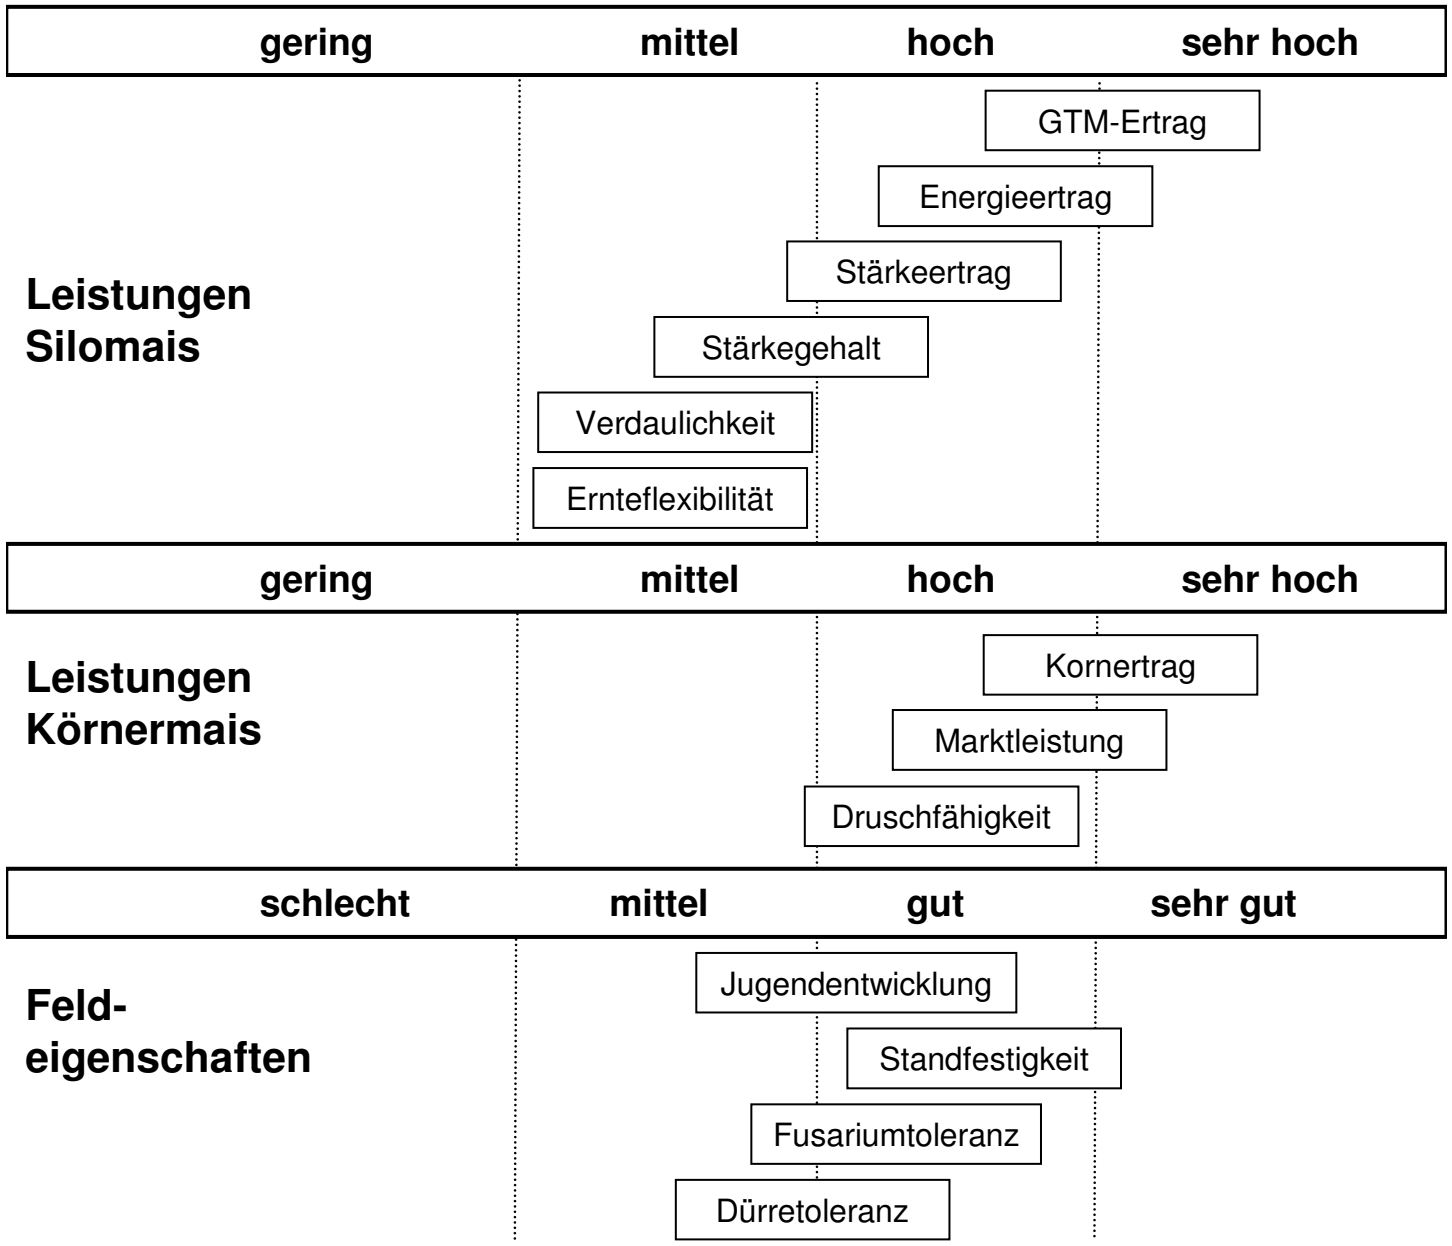 gering mittel hoch sehr hoch
GTM-Ertrag
Energieertrag
Stärkeertrag
Leistungen
Silomais
Stärkegehalt
Verdaulichkeit
Ernteflexibilität
gering mittel hoch sehr hoch
Leistungen
Körnermais
Kornertrag
Marktleistung
Druschfähigkeit
schlecht mittel gut sehr gut
Feld-
eigenschaften
Jugendentwicklung
Standfestigkeit
Fusariumtoleranz
Dürretoleranz